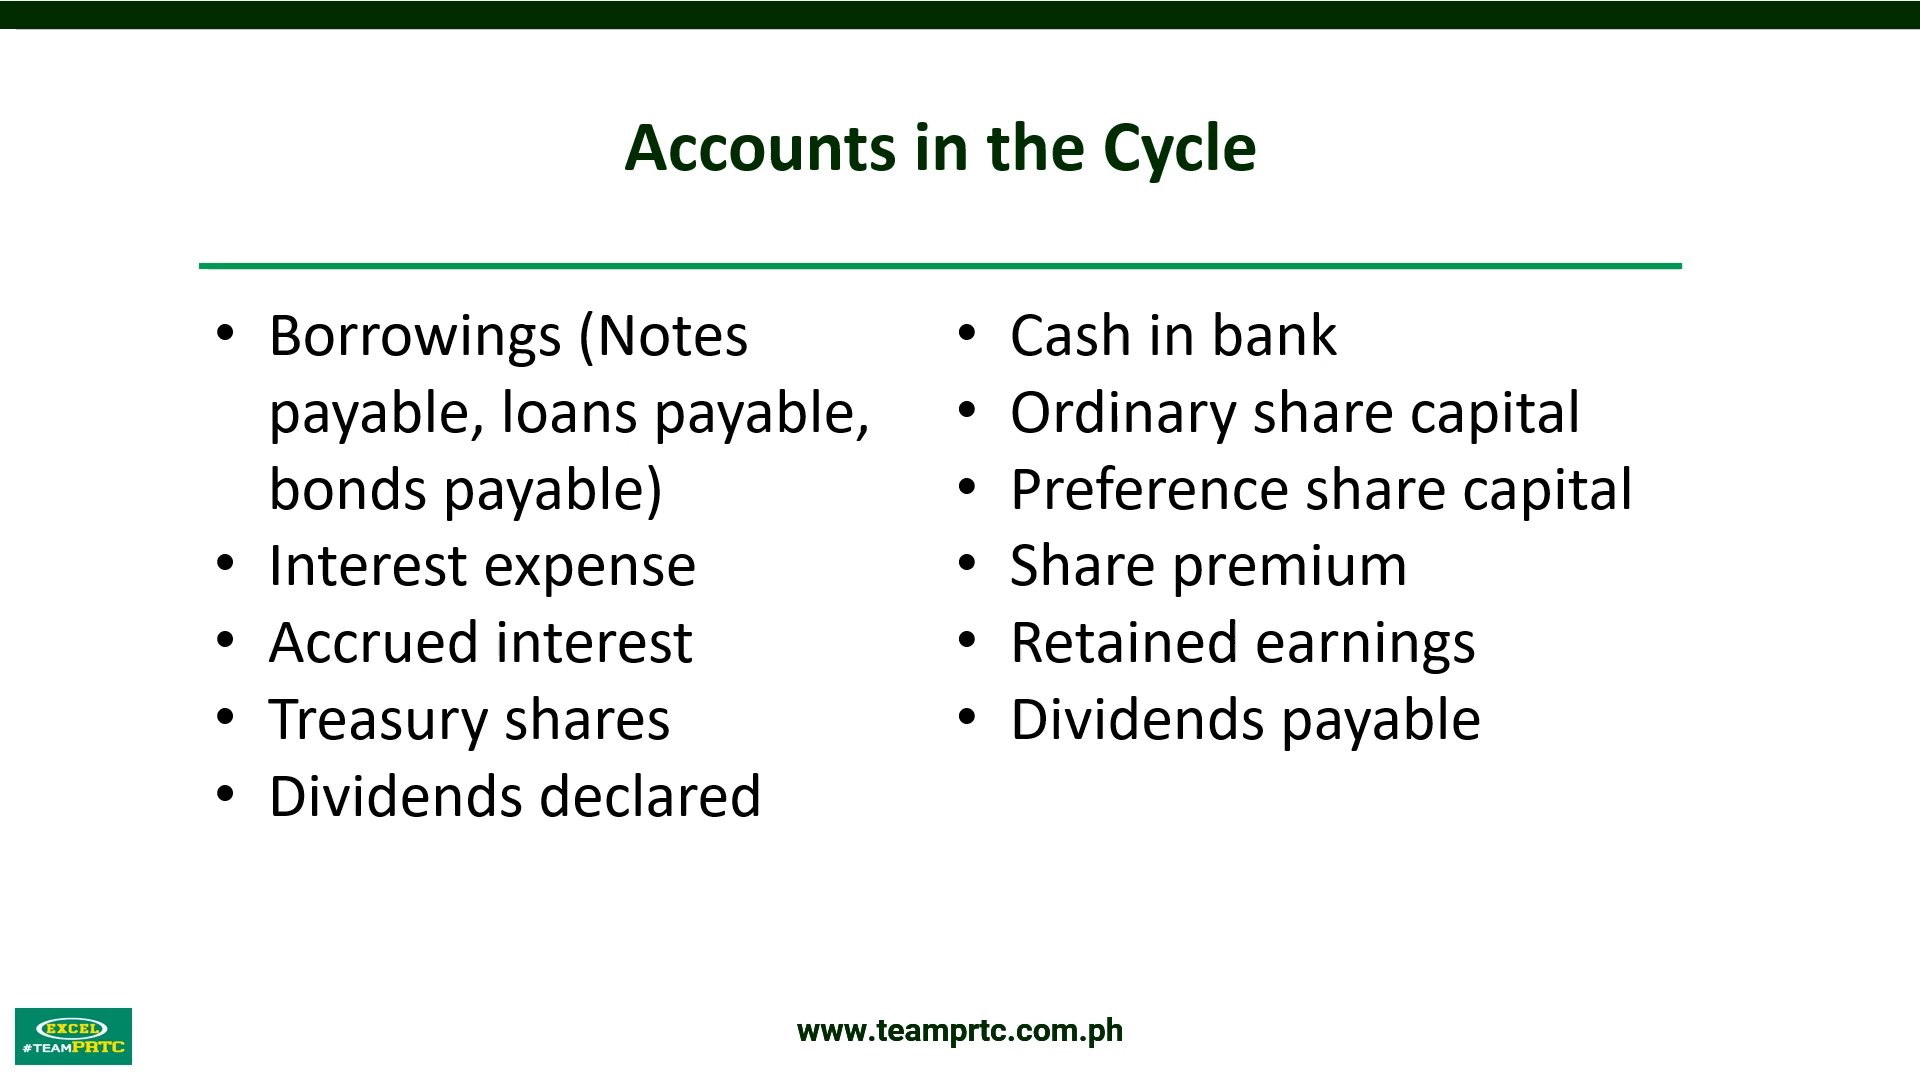 Accounts in the Cycle
• Borrowings (Notes
payable, loans payable,
bonds payable)
• Interest expense
• Accrued interest
• Treasury shares
• Dividends declared
• Cash in bank
• Ordinary share capital
• Preference share capital
• Share premium
• Retained earnings
• Dividends payable
EXCEL
#TEAMPRTC
www.teamprtc.com.ph